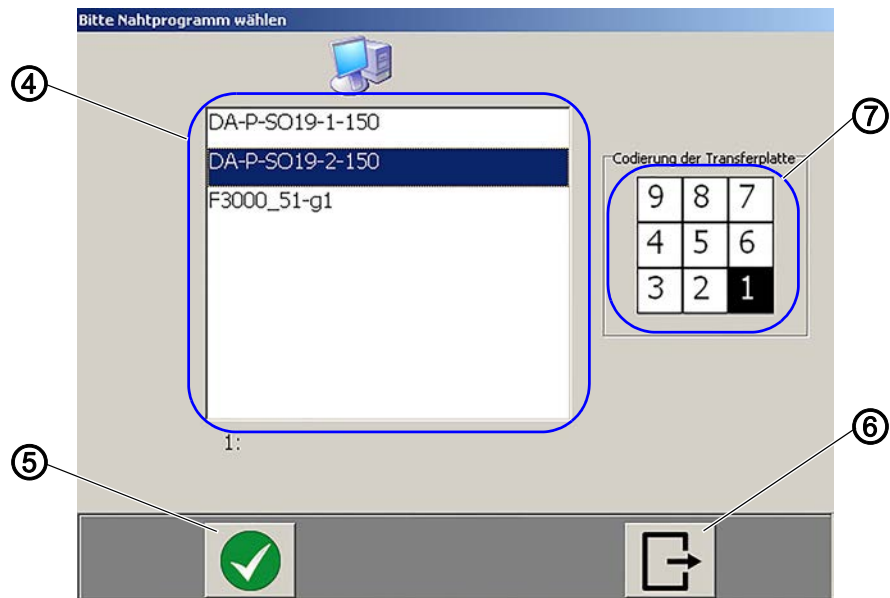 Bitte Nahtprogramm wählen
④
DA-P-SO19-1-150
DA-P-SO19-2-150
F3000_51-g1
⑦
Codierung der Transferplatte
9 8 7
4 5 6
3 2 1
1:
⑤
⑥